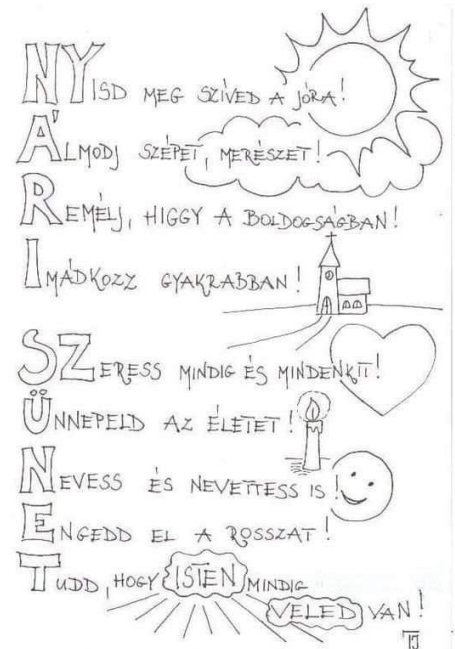 NYISD MEG SZÍVED A JÓRA!
ÁLMODJ SZÉPET, MERÉSZET!
REMÉLJ, HIGGY A BOLDOGSÁGBAN!
IMÁDKOZZ GYAKRABBAN!
SZERESS MINDIG ÉS MINDENKIT!
ÜNNEPELD AZ ÉLETET!
NEVESS ÉS NEVETTESS IS!
ENGEDD EL A ROSSZAT!
TUDD, HOGY ISTEN MINDIG
VELED VAN!